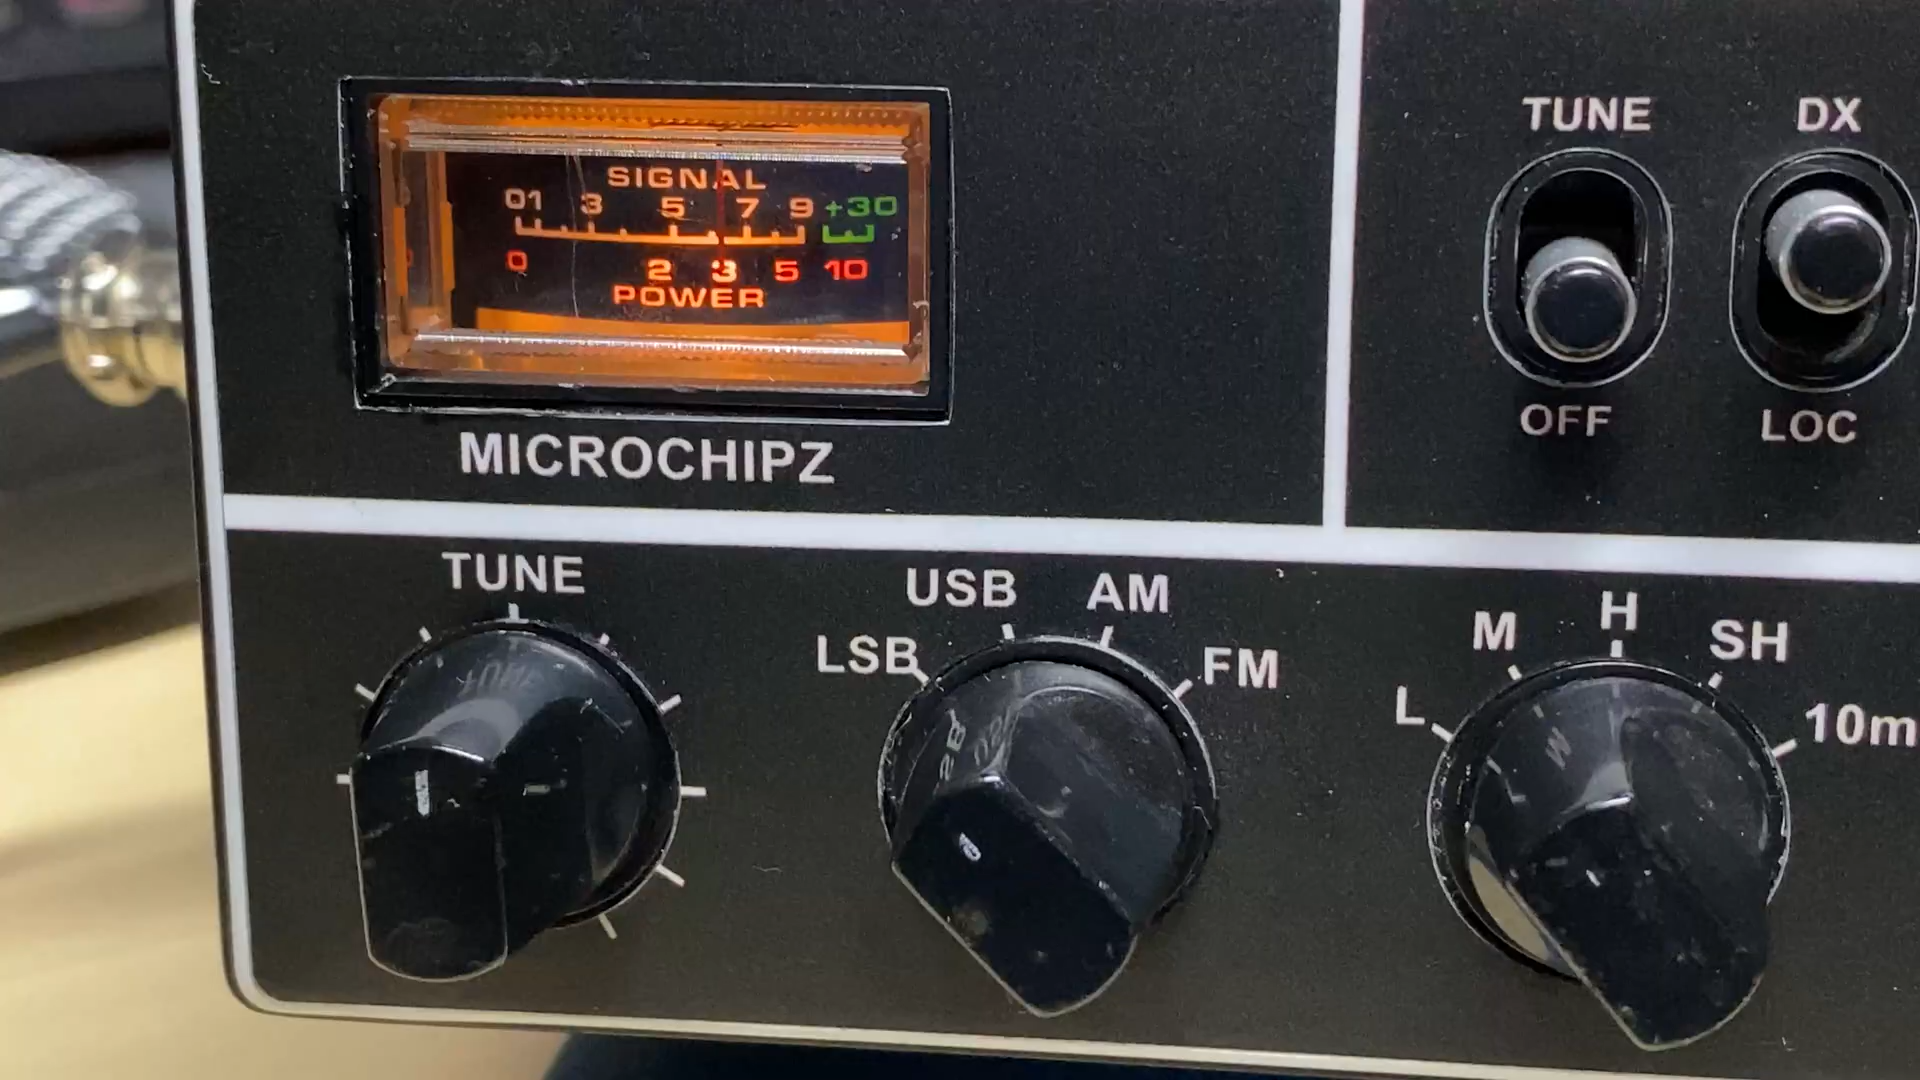 SIGNAL
01 3 5 7 9 +30
0 2 3 5 10
POWER
MICROCHIPZ
TUNE
OFF
DX
LOC
TUNE
LSB USB AM FM
L M H SH 10m